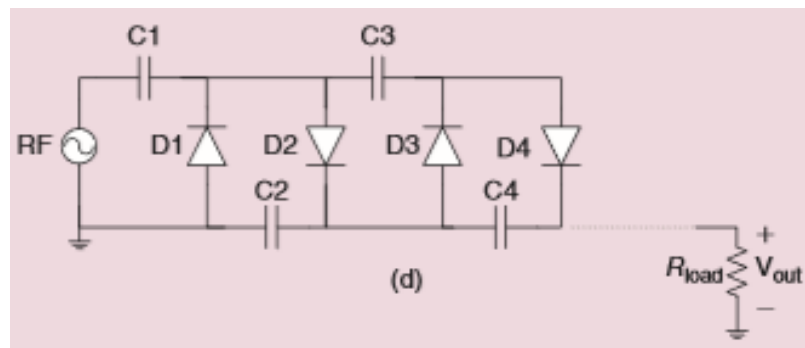 C1
C3
RF
D1
D2
D3
D4
C2
C4
+
Rload
Vout
−
(d)